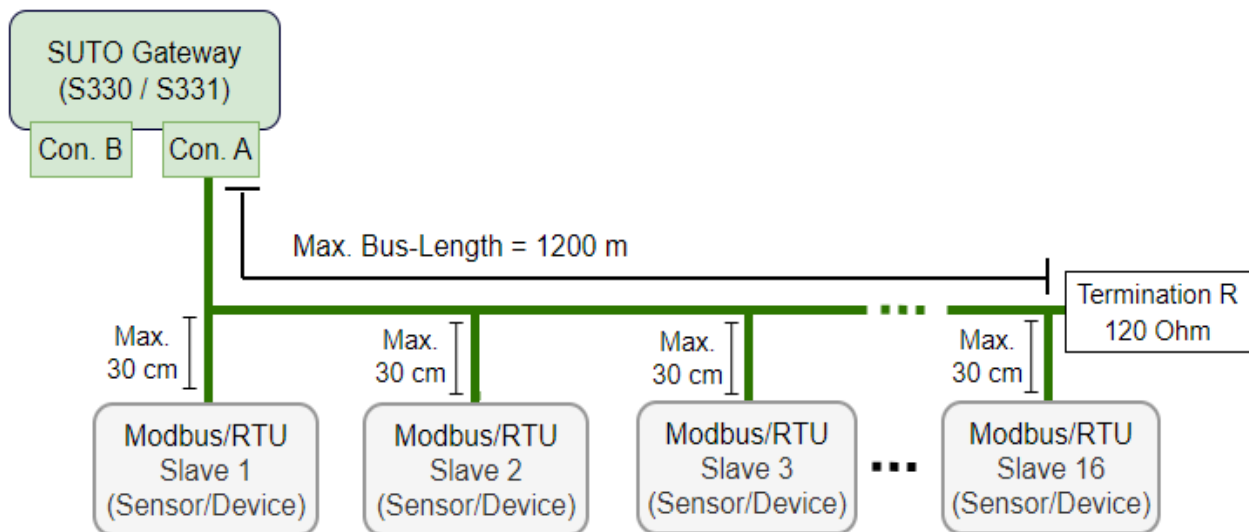 SUTO Gateway
(S330 / S331)
Con. B
Con. A
Max. Bus-Length = 1200 m
Termination R
120 Ohm
Max.
30 cm
Max.
30 cm
Max.
30 cm
Max.
30 cm
Modbus/RTU
Slave 1
(Sensor/Device)
Modbus/RTU
Slave 2
(Sensor/Device)
Modbus/RTU
Slave 3
(Sensor/Device)
Modbus/RTU
Slave 16
(Sensor/Device)